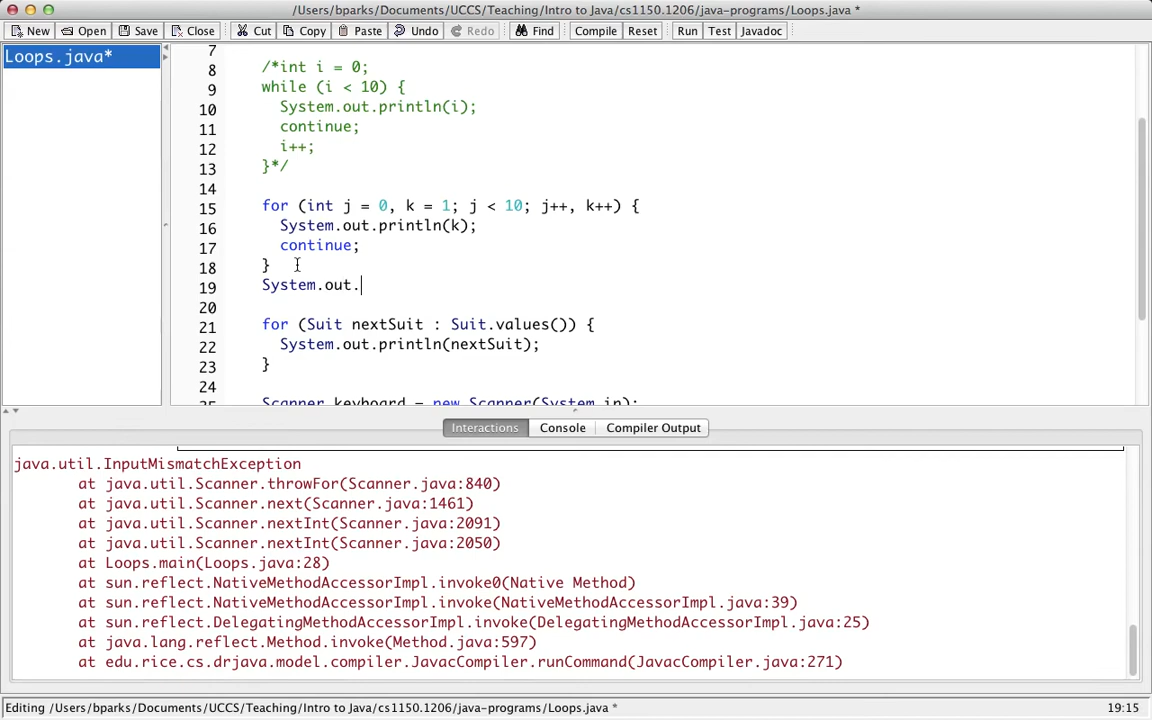 /Users/bparks/Documents/UCCS/Teaching/Intro to Java/cs1150.1206/java-programs/Loops.java *
New Open Save Close Cut Copy Paste Undo Redo Find Compile Reset Run Test Javadoc
Loops.java*
7
8 /*int i = 0;
9 while (i < 10) {
10 System.out.println(i);
11 continue;
12 i++;
13 }*/
14
15 for (int j = 0, k = 1; j < 10; j++, k++) {
16 System.out.println(k);
17 continue;
18 }
19 System.out.
20
21 for (Suit nextSuit : Suit.values()) {
22 System.out.println(nextSuit);
23 }
24
25 Scanner keyboard = new Scanner(System.in);
Interactions Console Compiler Output
java.util.InputMismatchException
at java.util.Scanner.throwFor(Scanner.java:840)
at java.util.Scanner.next(Scanner.java:1461)
at java.util.Scanner.nextInt(Scanner.java:2091)
at java.util.Scanner.nextInt(Scanner.java:2050)
at Loops.main(Loops.java:28)
at sun.reflect.NativeMethodAccessorImpl.invoke0(Native Method)
at sun.reflect.NativeMethodAccessorImpl.invoke(NativeMethodAccessorImpl.java:39)
at sun.reflect.DelegatingMethodAccessorImpl.invoke(DelegatingMethodAccessorImpl.java:25)
at java.lang.reflect.Method.invoke(Method.java:597)
at edu.rice.cs.drjava.model.compiler.JavacCompiler.runCommand(JavacCompiler.java:271)
Editing /Users/bparks/Documents/UCCS/Teaching/Intro to Java/cs1150.1206/java-programs/Loops.java * 19:15